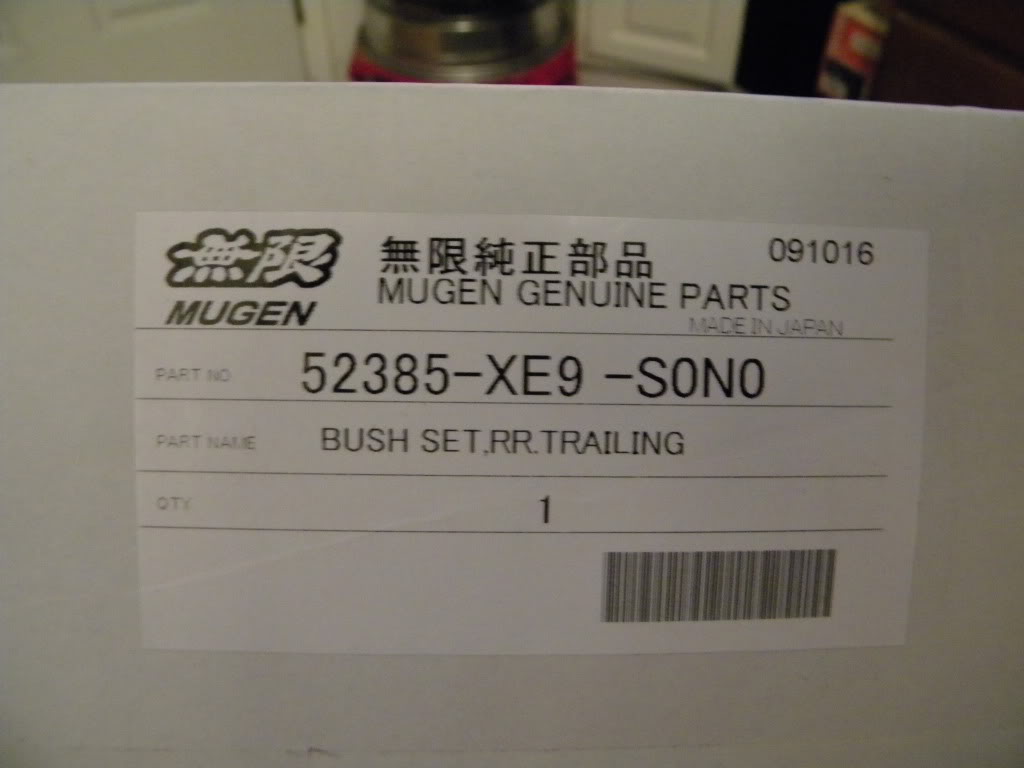 無限
MUGEN
無限純正部品
091016
MUGEN GENUINE PARTS
MADE IN JAPAN
PART NO 52385-XE9 -S0N0
PART NAME BUSH SET,RR.TRAILING
QTY 1